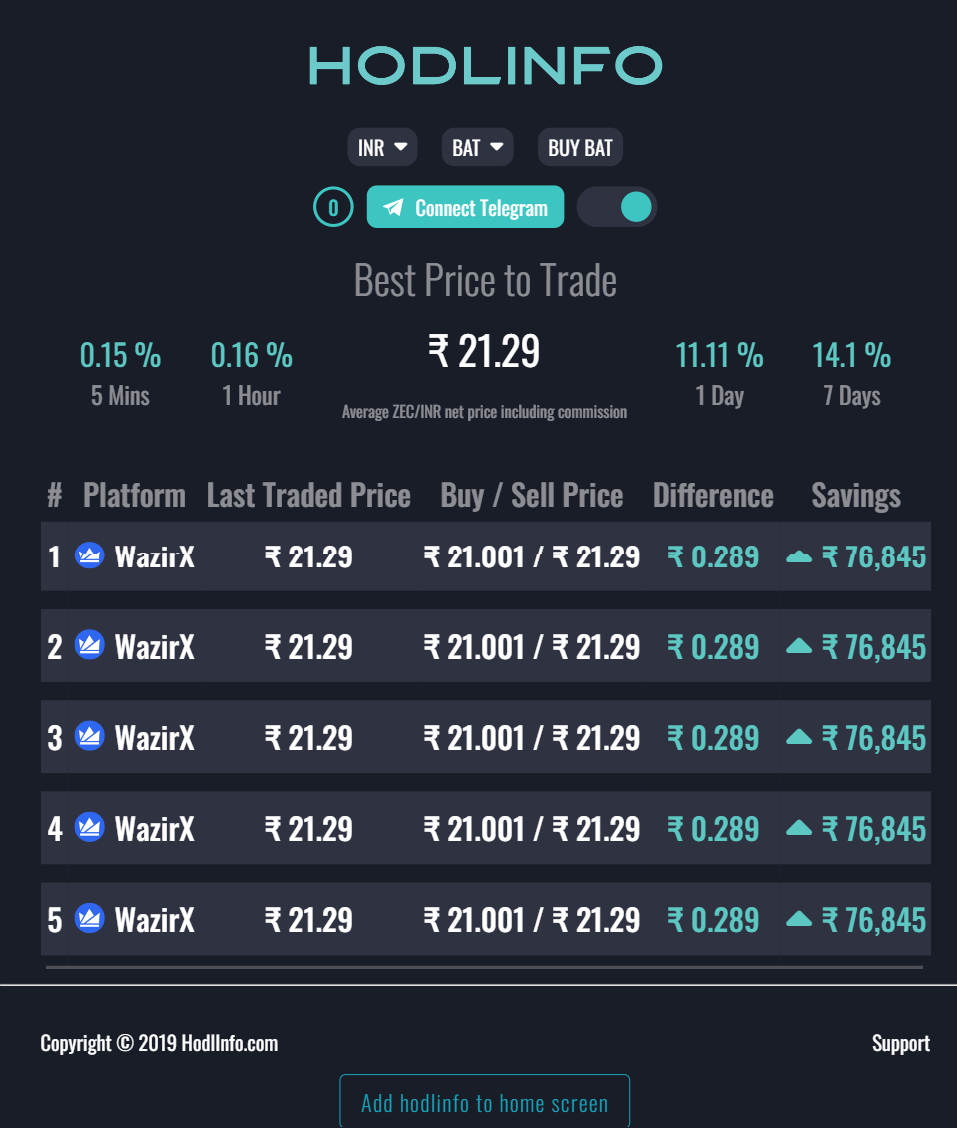 HODLINFO
INR BAT BUY BAT
0 Connect Telegram
Best Price to Trade
0.15 % 0.16 % ₹ 21.29 11.11 % 14.1 %
5 Mins 1 Hour 1 Day 7 Days
Average ZEC/INR net price including commission
# Platform Last Traded Price Buy / Sell Price Difference Savings
1 WazirX ₹ 21.29 ₹ 21.001 / ₹ 21.29 ₹ 0.289 ₹ 76,845
2 WazirX ₹ 21.29 ₹ 21.001 / ₹ 21.29 ₹ 0.289 ₹ 76,845
3 WazirX ₹ 21.29 ₹ 21.001 / ₹ 21.29 ₹ 0.289 ₹ 76,845
4 WazirX ₹ 21.29 ₹ 21.001 / ₹ 21.29 ₹ 0.289 ₹ 76,845
5 WazirX ₹ 21.29 ₹ 21.001 / ₹ 21.29 ₹ 0.289 ₹ 76,845
Copyright © 2019 HodlInfo.com Support
Add hodlinfo to home screen